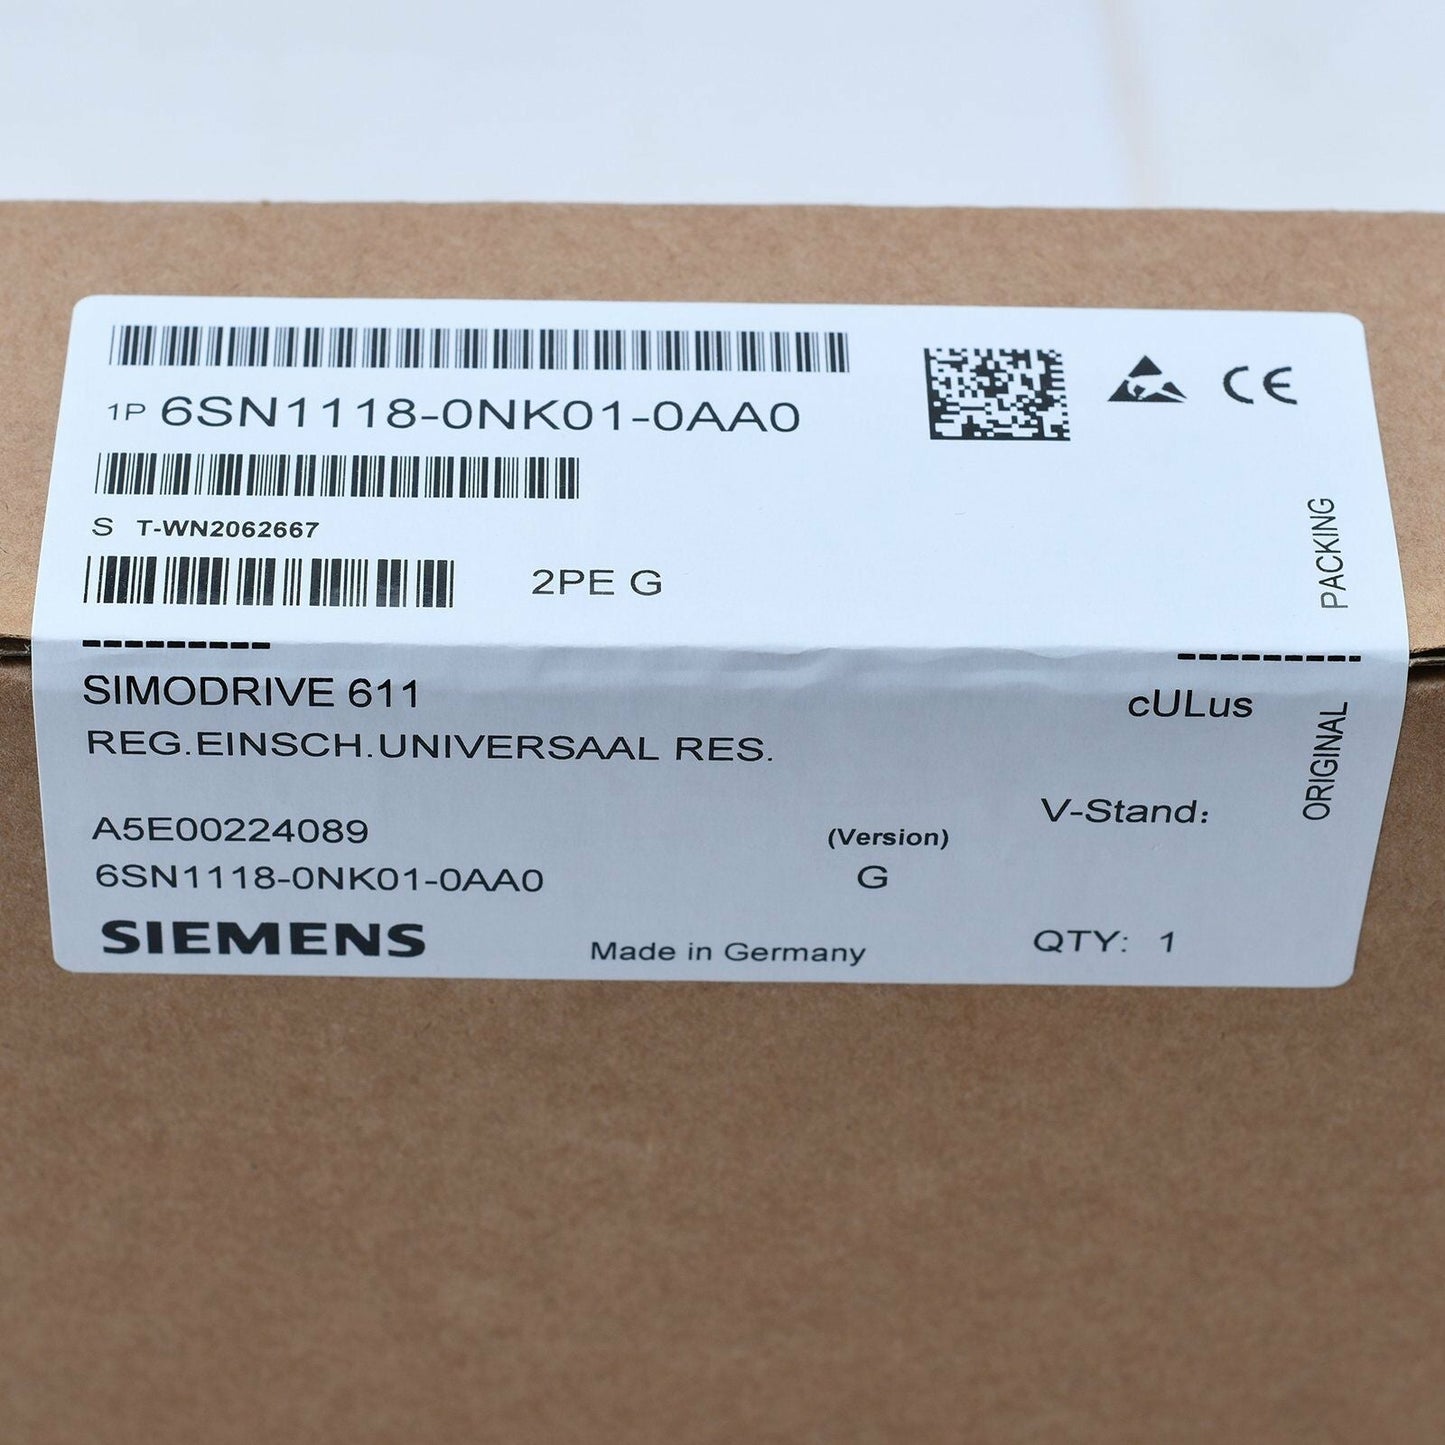 1P 6SN1118-0NK01-0AA0
S T-WN2062667
2PE G
PACKING
SIMODRIVE 611
cULus
REG.EINSCH.UNIVERSAAL RES.
ORIGINAL
V-Stand:
A5E00224089
(Version)
6SN1118-0NK01-0AA0
G
SIEMENS
Made in Germany
QTY: 1
CE